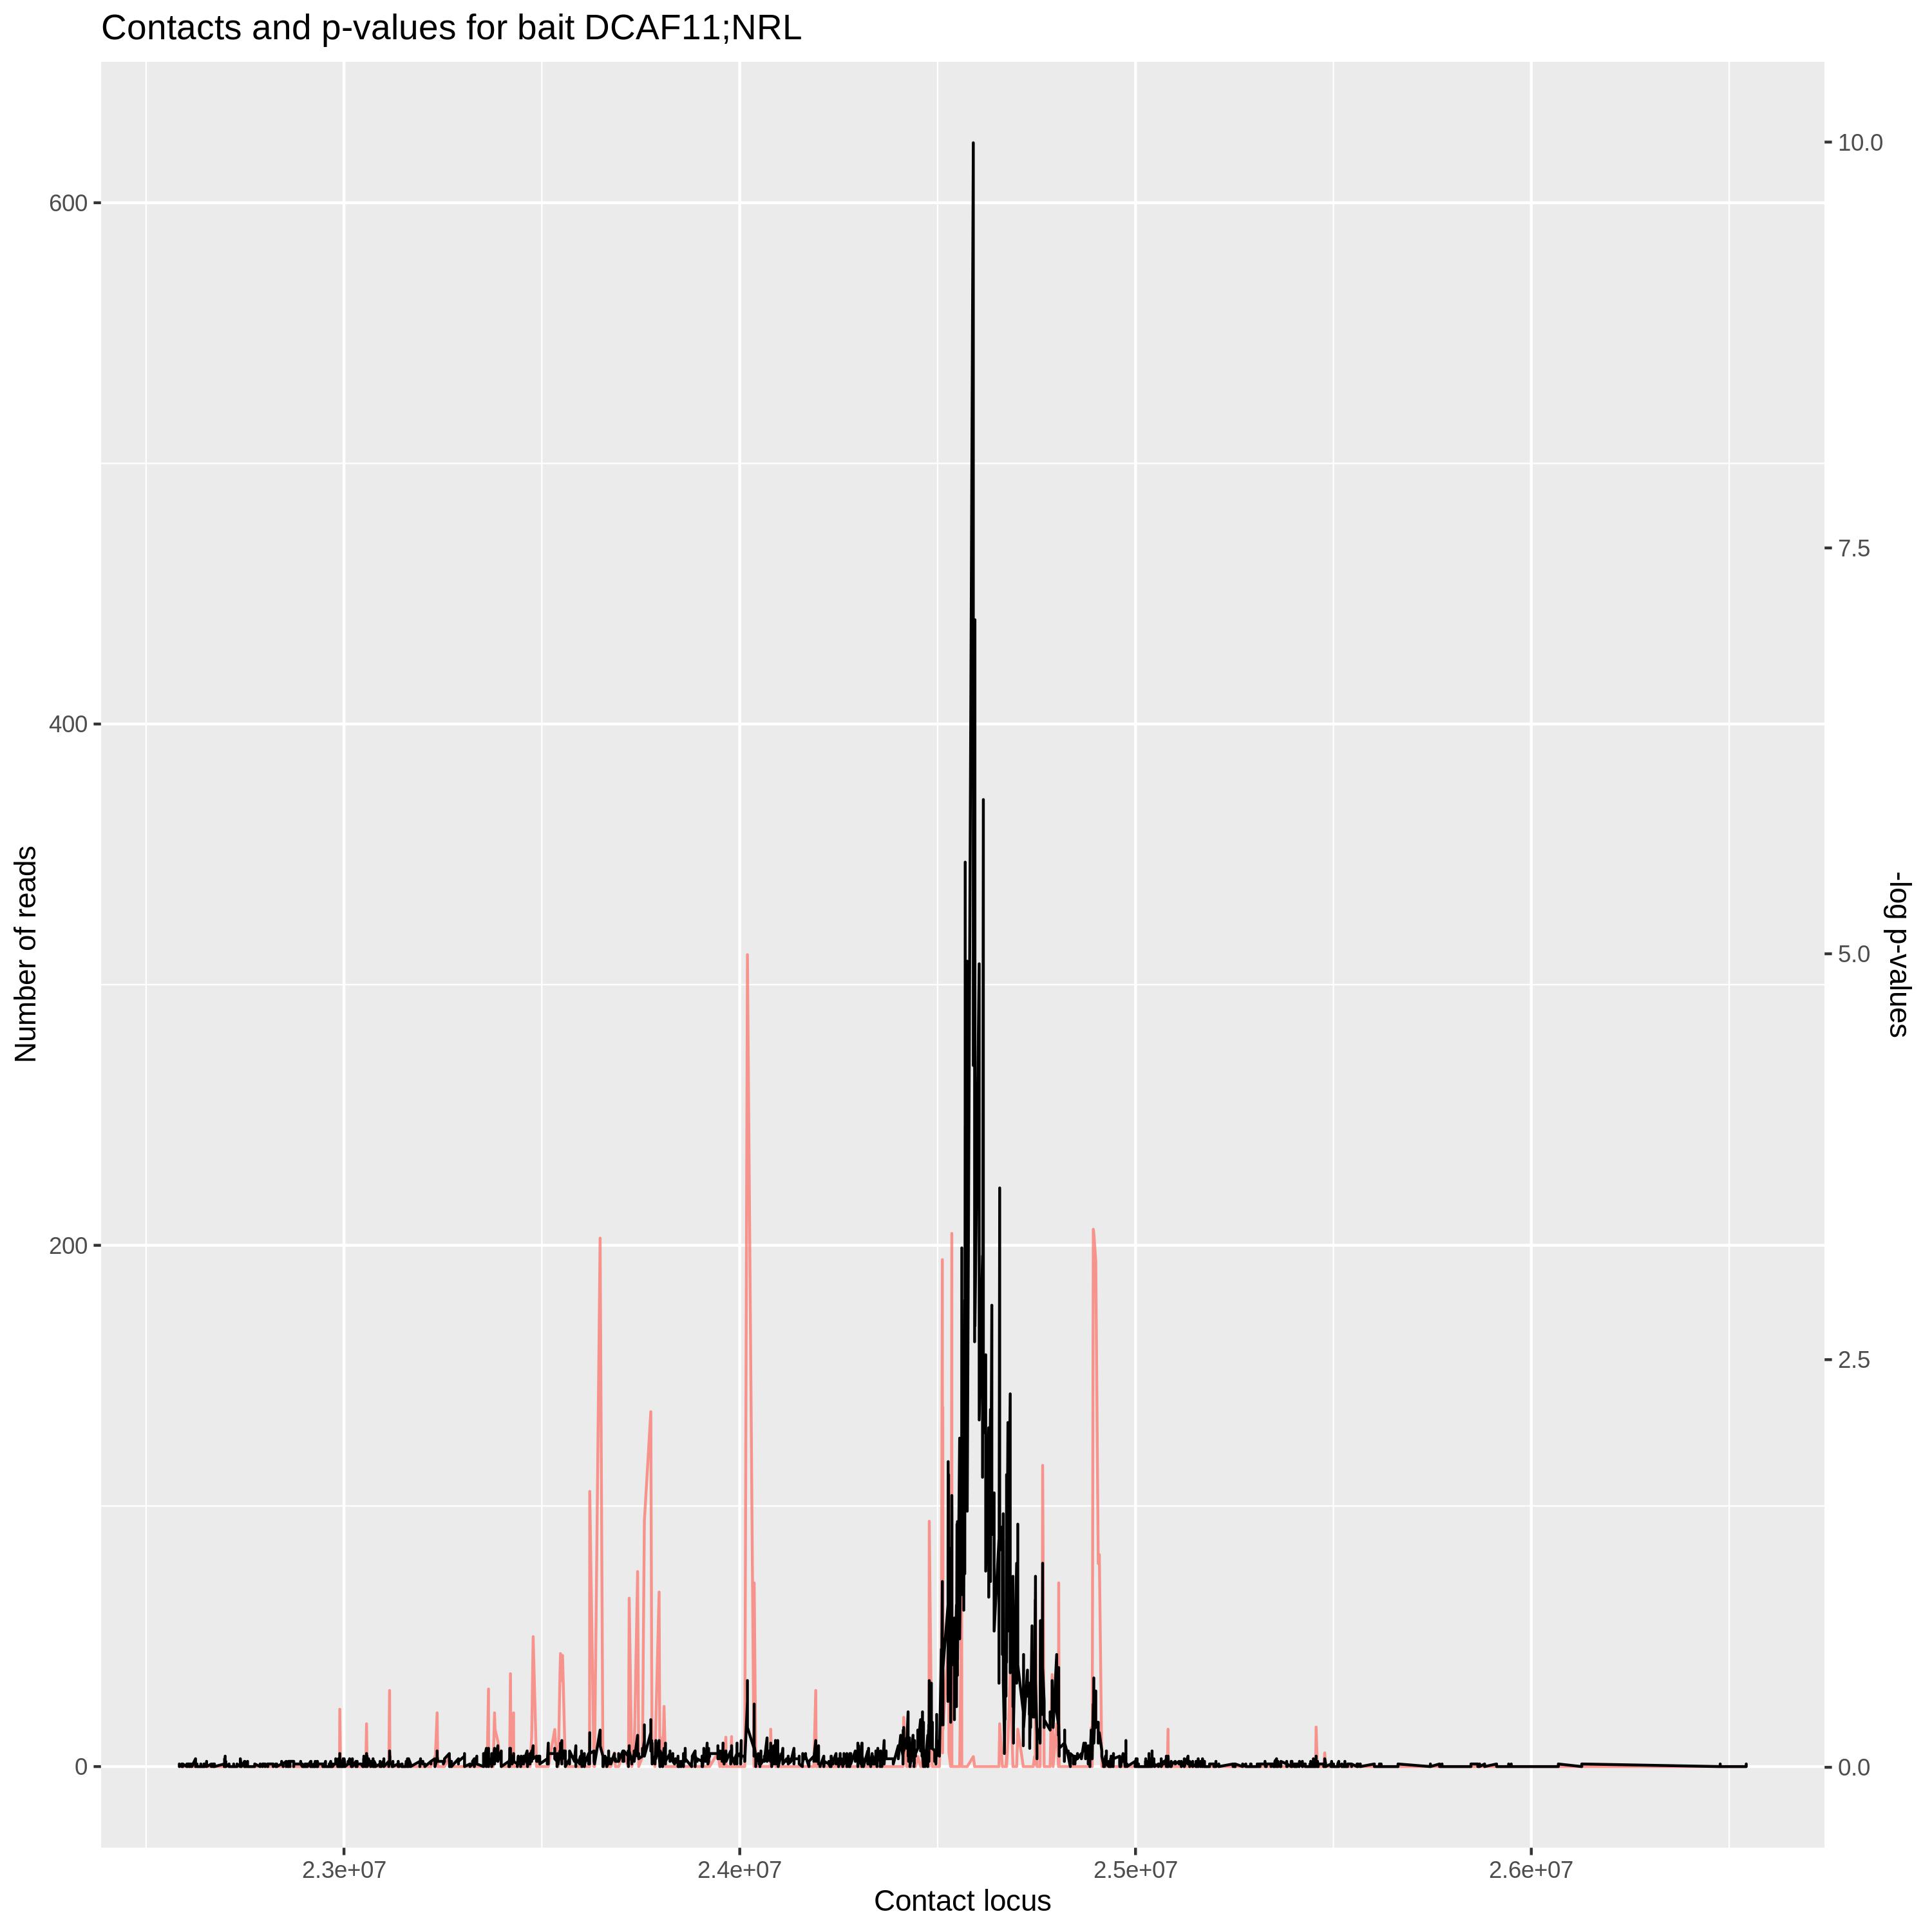 Contacts and p-values for bait DCAF11;NRL
Number of reads
600
400
200
0
10.0
7.5
5.0
2.5
0.0
-log p-values
2.3e+07
2.4e+07
2.5e+07
2.6e+07
Contact locus